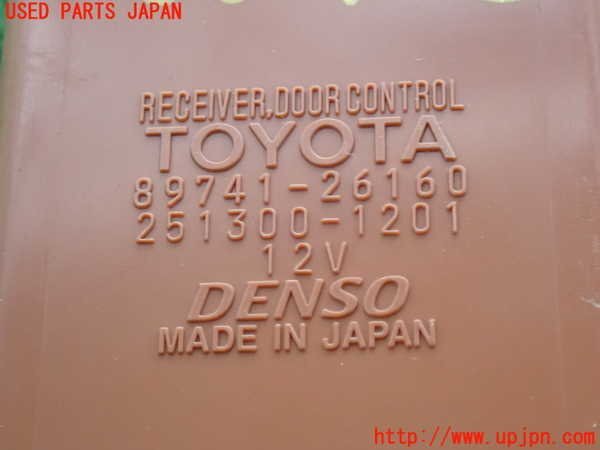 USED PARTS JAPAN
RECEIVER,DOOR CONTROL
TOYOTA
89741-26160
251300-1201
12V
DENSO
MADE IN JAPAN
http://www.upjpn.com/